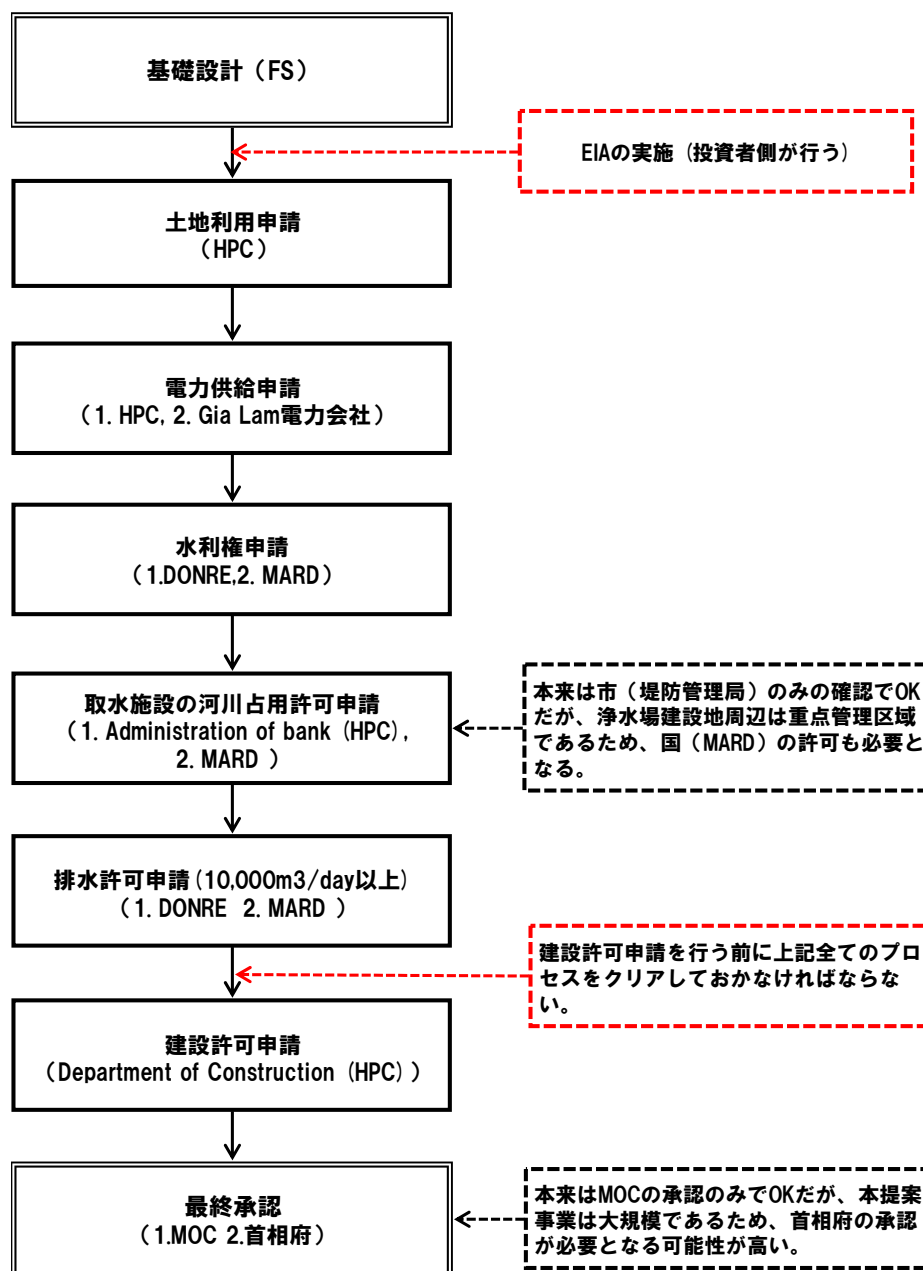 基礎設計（FS）
EIAの実施（投資者側が行う）
土地利用申請
（HPC）
電力供給申請
（1. HPC, 2. Gia Lam電力会社）
水利権申請
（1.DONRE,2. MARD）
取水施設の河川占用許可申請
（1. Administration of bank (HPC),
2. MARD ）
本来は市（堤防管理局）のみの確認でOK
だが、浄水場建設地周辺は重点管理区域
であるため、国（MARD）の許可も必要と
なる。
排水許可申請(10,000m3/day以上)
（1. DONRE 2. MARD ）
建設許可申請を行う前に上記全てのプロ
セスをクリアしておかなければならな
い。
建設許可申請
（Department of Construction (HPC)）
最終承認
（1.MOC 2.首相府）
本来はMOCの承認のみでOKだが、本提案
事業は大規模であるため、首相府の承認
が必要となる可能性が高い。